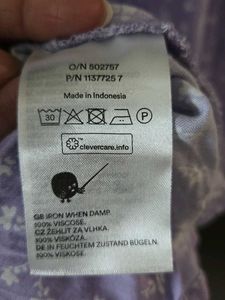 O/N 502757
P/N 1137725 7
Made in Indonesia
30
P
clevercare.info
GB IRON WHEN DAMP.
100% VISCOSE.
CZ ŽEHLIT ZA VLHKA.
100% VISKÓZA.
DE IN FEUCHTEM ZUSTAND BÜGELN.
100% VISKOSE.